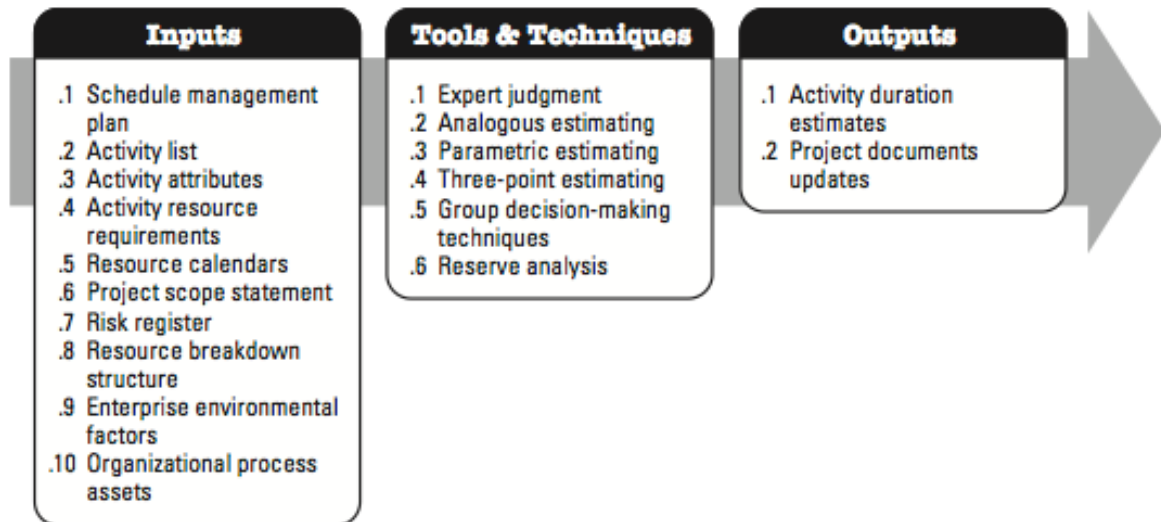 Inputs
.1 Schedule management
plan
.2 Activity list
.3 Activity attributes
.4 Activity resource
requirements
.5 Resource calendars
.6 Project scope statement
.7 Risk register
.8 Resource breakdown
structure
.9 Enterprise environmental
factors
.10 Organizational process
assets
Tools & Techniques
.1 Expert judgment
.2 Analogous estimating
.3 Parametric estimating
.4 Three-point estimating
.5 Group decision-making
techniques
.6 Reserve analysis
Outputs
.1 Activity duration
estimates
.2 Project documents
updates